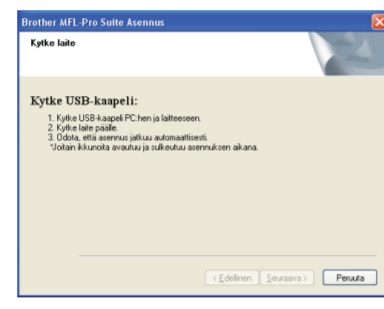 Brother MFL-Pro Suite Asennus
Kytke laite
Kytke USB-kaapeli:
1. Kytke USB-kaapeli PC:hen ja laitteeseen.
2. Kytke laite päälle.
3. Odota, että asennus jatkuu automaattisesti.
*Joitain ikkunoita avautuu ja sulkeutuu asennuksen aikana.
< Edellinen Seuraava > Peruuta